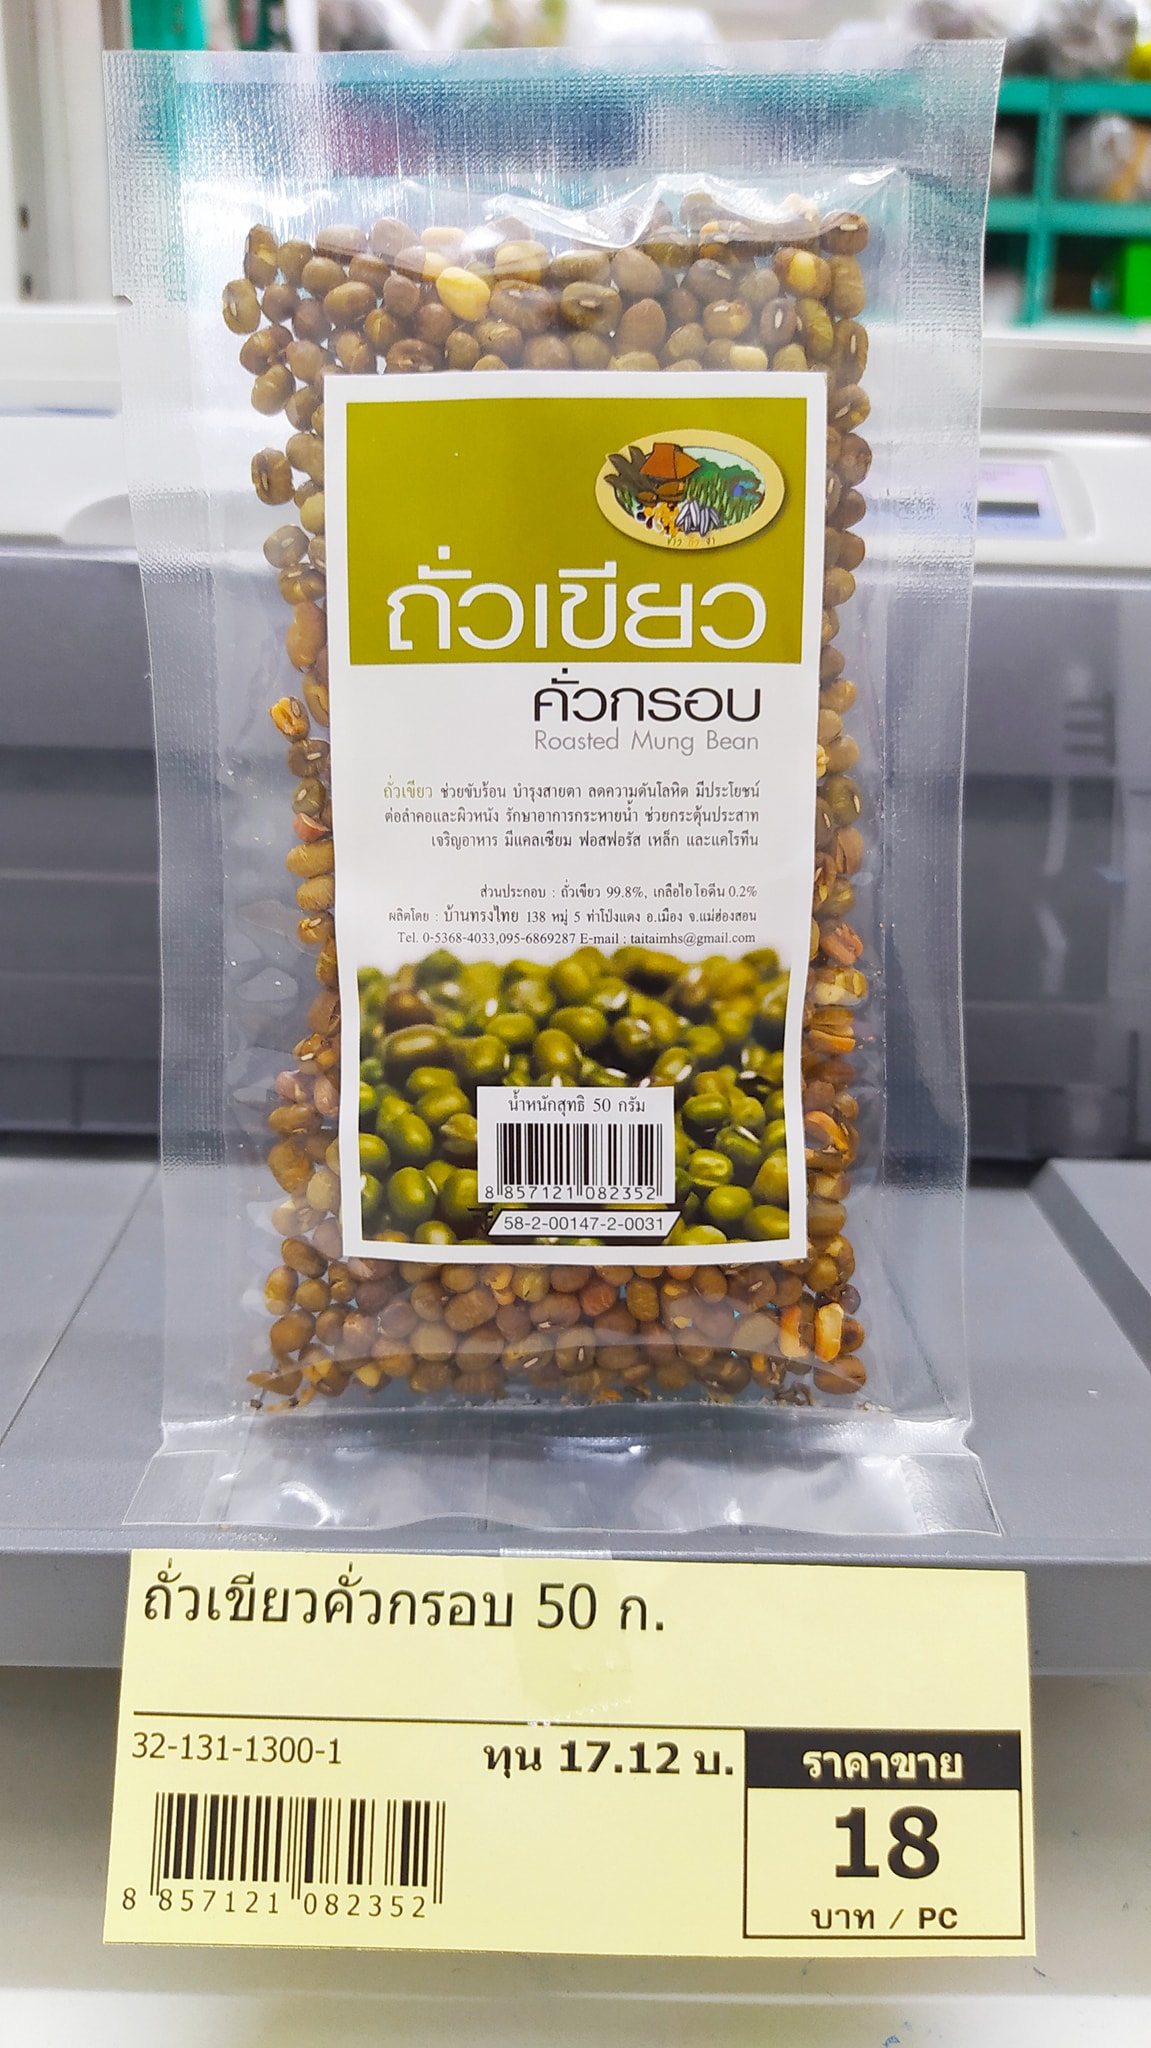 ข้าว ถั่ว งา
ถั่วเขียว
คั่วกรอบ
Roasted Mung Bean
ถั่วเขียว ช่วยขับร้อน บำรุงสายตา ลดความดันโลหิต มีประโยชน์
ต่อลำคอและผิวหนัง รักษาอาการกระหายน้ำ ช่วยกระตุ้นประสาท
เจริญอาหาร มีแคลเซียม ฟอสฟอรัส เหล็ก และแคโรทีน
ส่วนประกอบ : ถั่วเขียว 99.8%, เกลือไอโอดีน 0.2%
ผลิตโดย : บ้านทรงไทย 138 หมู่ 5 ท่าโป่งแดง อ.เมือง จ.แม่ฮ่องสอน
Tel. 0-5368-4033,095-6869287 E-mail : taitaimhs@gmail.com
น้ำหนักสุทธิ 50 กรัม
8 857121 082352
58-2-00147-2-0031
ถั่วเขียวคั่วกรอบ 50 ก.
32-131-1300-1
ทุน 17.12 บ.
8 857121 082352
ราคาขาย
18
บาท / PC